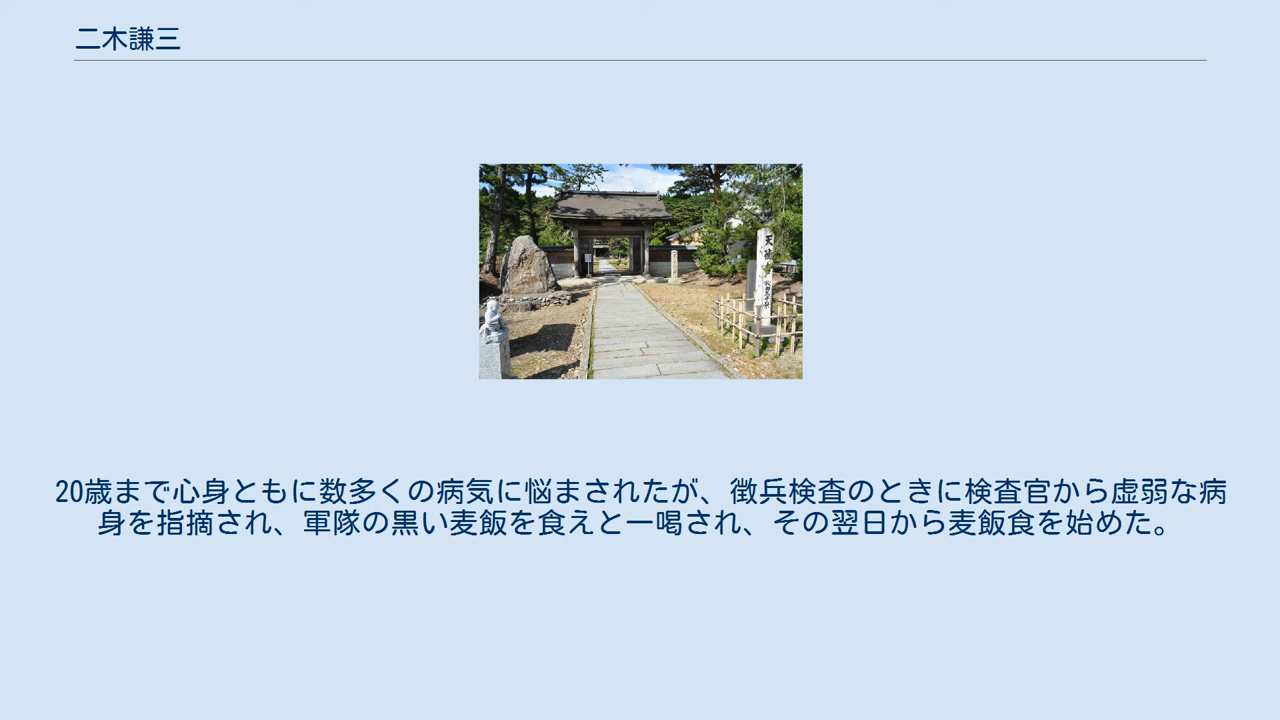 二木謙三
天徳寺
20歳まで心身ともに数多くの病気に悩まされたが、徴兵検査のときに検査官から虚弱な病
身を指摘され、軍隊の黒い麦飯を食えと一喝され、その翌日から麦飯食を始めた。